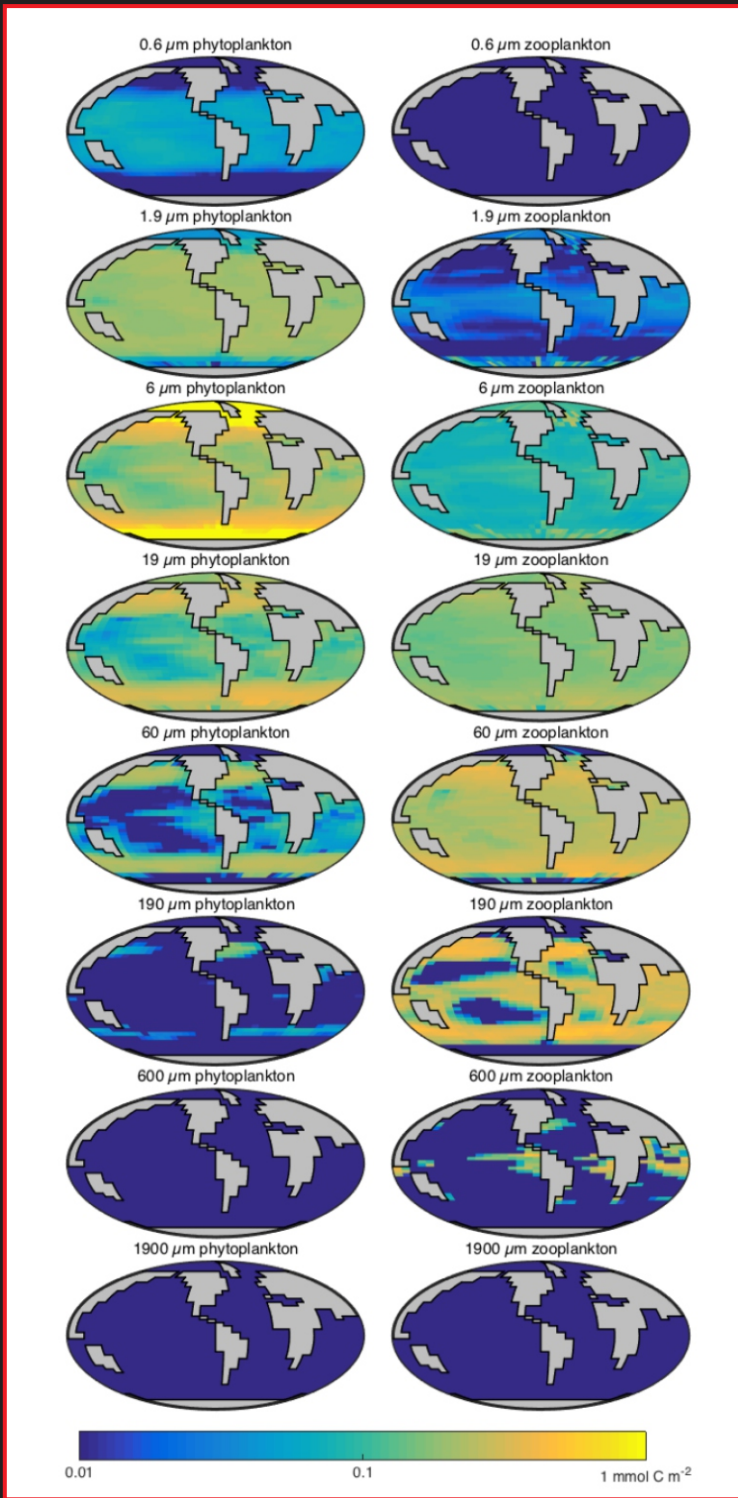 0.6 μm phytoplankton
0.6 μm zooplankton
1.9 μm phytoplankton
1.9 μm zooplankton
6 μm phytoplankton
6 μm zooplankton
19 μm phytoplankton
19 μm zooplankton
60 μm phytoplankton
60 μm zooplankton
190 μm phytoplankton
190 μm zooplankton
600 μm phytoplankton
600 μm zooplankton
1900 μm phytoplankton
1900 μm zooplankton
0.01 0.1 1 mmol C m⁻²